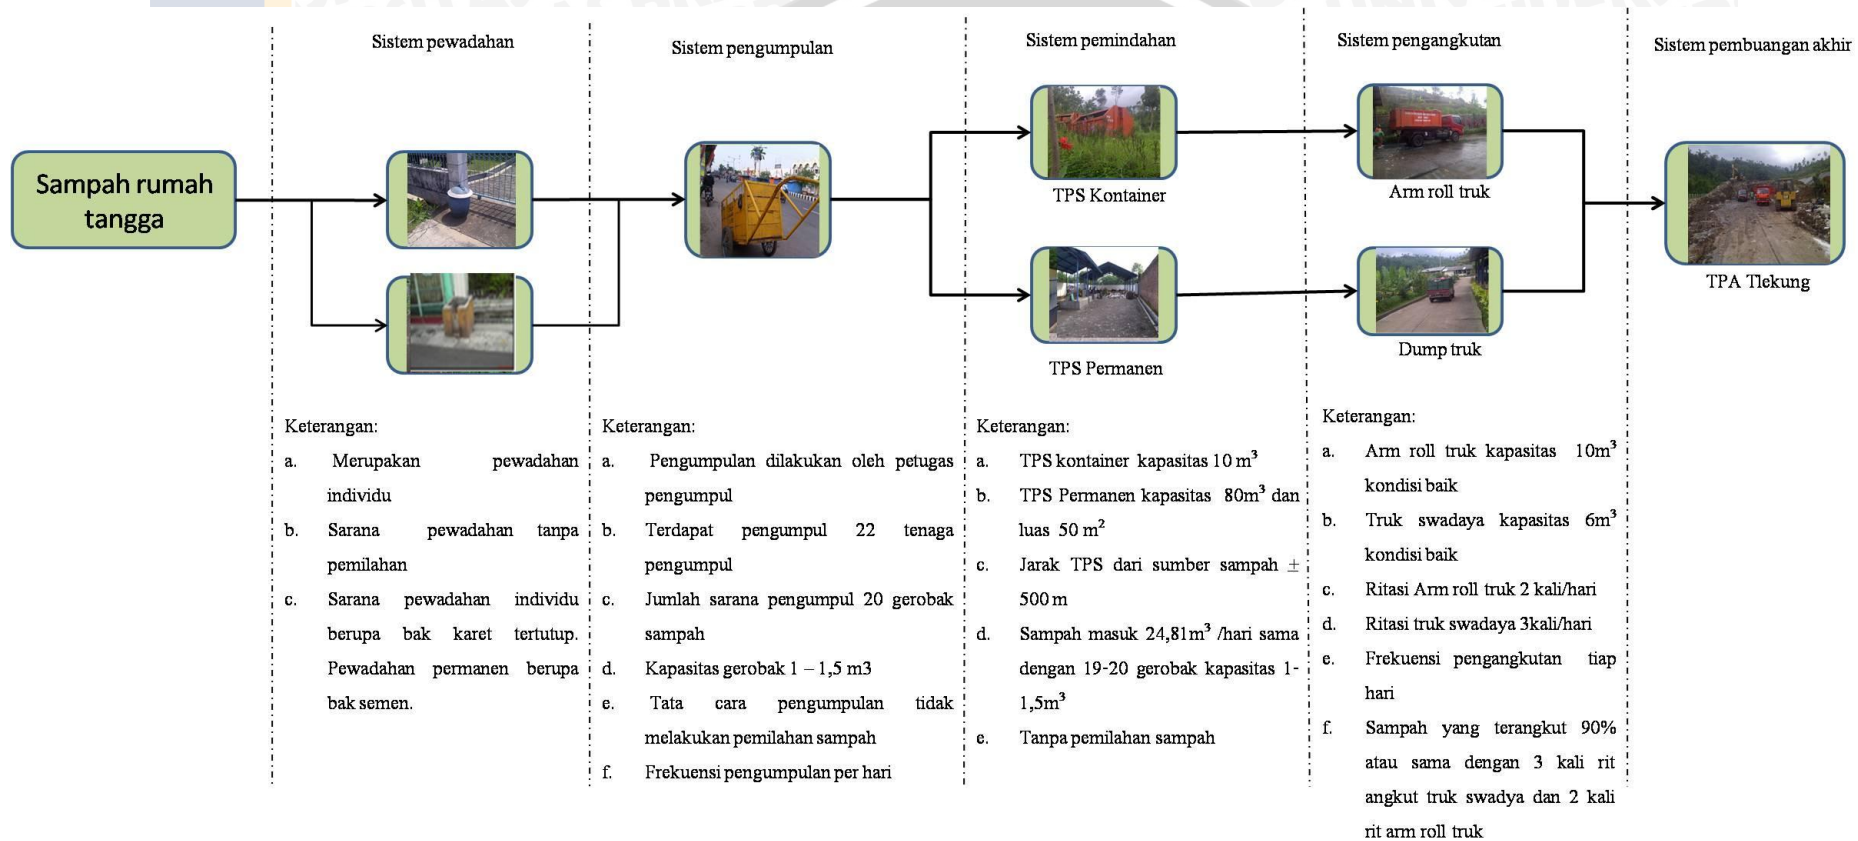 Sistem pewadahan
Sistem pengumpulan
Sistem pemindahan
Sistem pengangkutan
Sistem pembuangan akhir
Sampah rumah
tangga
TPS Kontainer
Arm roll truk
TPS Permanen
Dump truk
TPA Tlekung
Keterangan:
a. Merupakan pewadahan
individu
b. Sarana pewadahan tanpa
pemilahan
c. Sarana pewadahan individu
berupa bak karet tertutup.
Pewadahan permanen berupa
bak semen.
Keterangan:
a. Pengumpulan dilakukan oleh petugas
pengumpul
b. Terdapat pengumpul 22 tenaga
pengumpul
c. Jumlah sarana pengumpul 20 gerobak
sampah
d. Kapasitas gerobak 1 – 1,5 m3
e. Tata cara pengumpulan tidak
melakukan pemilahan sampah
f. Frekuensi pengumpulan per hari
Keterangan:
a. TPS kontainer kapasitas 10 m³
b. TPS Permanen kapasitas 80m³ dan
luas 50 m²
c. Jarak TPS dari sumber sampah ±
500 m
d. Sampah masuk 24,81m³ /hari sama
dengan 19-20 gerobak kapasitas 1-
1,5m³
e. Tanpa pemilahan sampah
Keterangan:
a. Arm roll truk kapasitas 10m³
kondisi baik
b. Truk swadaya kapasitas 6m³
kondisi baik
c. Ritasi Arm roll truk 2 kali/hari
d. Ritasi truk swadaya 3kali/hari
e. Frekuensi pengangkutan tiap
hari
f. Sampah yang terangkut 90%
atau sama dengan 3 kali rit
angkut truk swadya dan 2 kali
rit arm roll truk